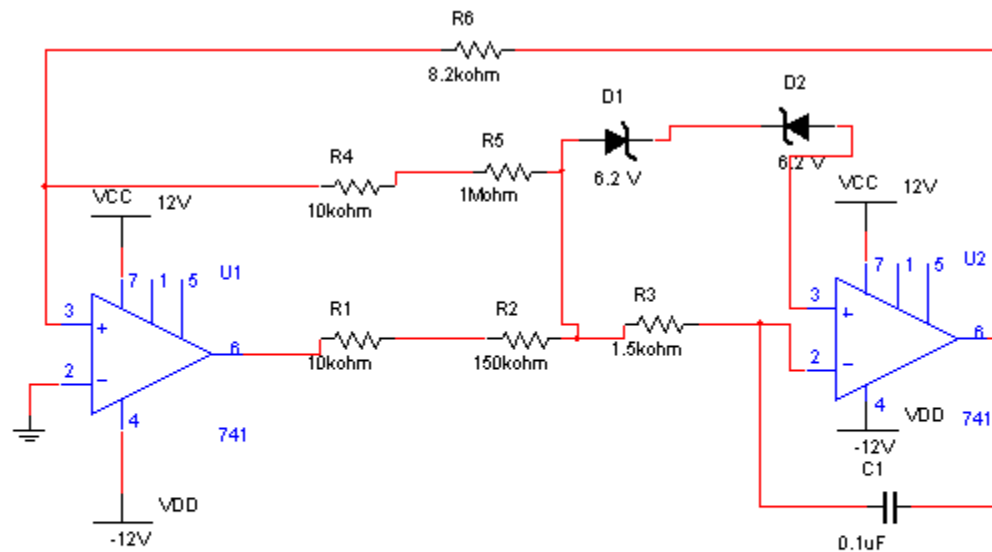 R6
8.2kohm
D1
D2
6.2 V
6.2 V
R4
10kohm
R5
1Mohm
VCC
12V
VCC
12V
7
1
5
U1
7
1
5
U2
3
+
2
−
6
4
741
R1
10kohm
R2
150kohm
R3
1.5kohm
3
+
2
−
6
4
741
VDD
-12V
VDD
-12V
C1
0.1uF